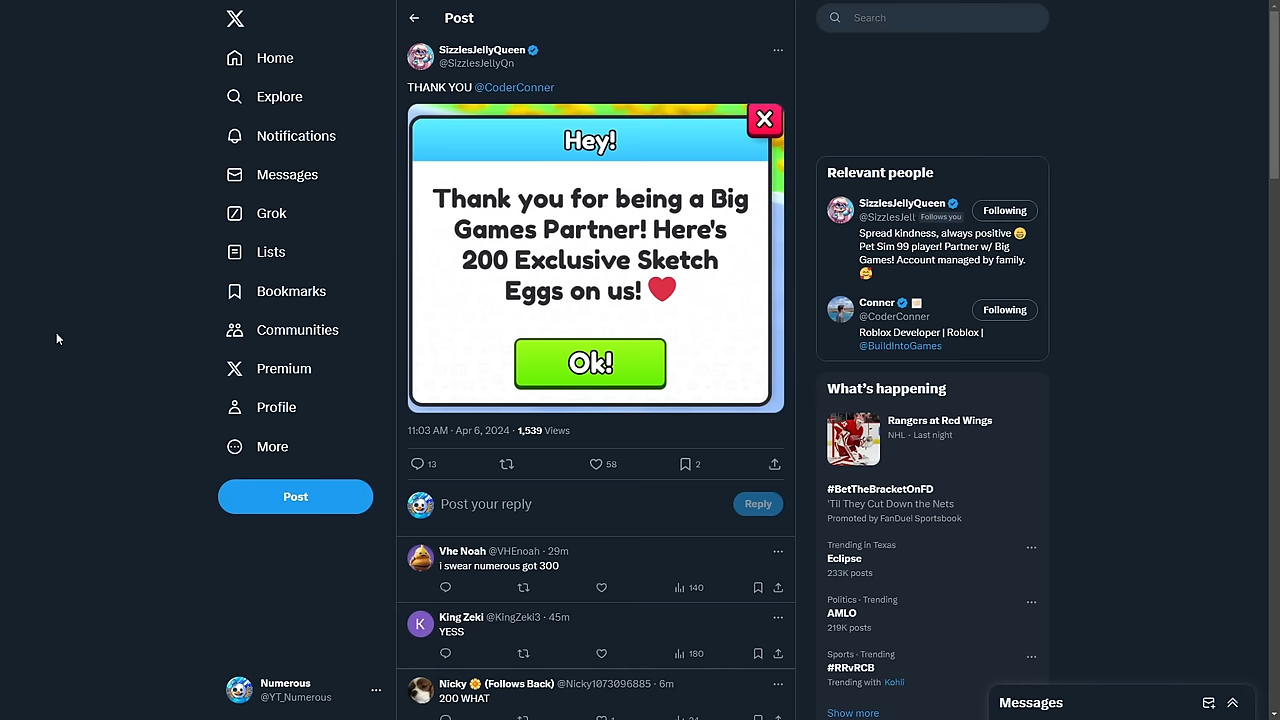 Home
Explore
Notifications
Messages
Grok
Lists
Bookmarks
Communities
Premium
Profile
More
Post
Numerous
@YT_Numerous
Post
SizzlesJellyQueen
@SizzlesJellyQn
THANK YOU @CoderConner
Hey!
X
Thank you for being a Big
Games Partner! Here's
200 Exclusive Sketch
Eggs on us! ❤️
Ok!
11:03 AM · Apr 6, 2024 · 1,539 Views
13 58 2
Post your reply
Reply
Vhe Noah @VHEnoah · 29m
i swear numerous got 300
140
K
King Zeki @KingZeki3 · 45m
YESS
180
Nicky 🌼 (Follows Back) @Nicky1073096885 · 6m
200 WHAT
Search
Relevant people
SizzlesJellyQueen
@SizzlesJell Follows you
Following
Spread kindness, always positive 😁
Pet Sim 99 player! Partner w/ Big
Games! Account managed by family.
🥰
Conner
@CoderConner
Following
Roblox Developer | Roblox |
@BuildIntoGames
What's happening
Rangers at Red Wings
NHL · Last night
#BetTheBracketOnFD
'Til They Cut Down the Nets
Promoted by FanDuel Sportsbook
Trending in Texas
Eclipse
233K posts
Politics · Trending
AMLO
219K posts
Sports · Trending
#RRvRCB
Trending with Kohli
Show more
Messages